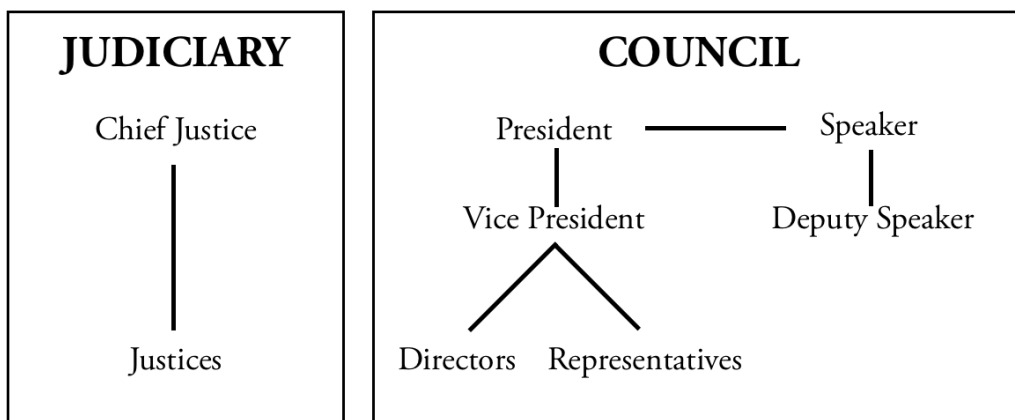 JUDICIARY
Chief Justice
Justices
COUNCIL
President
Speaker
Vice President
Deputy Speaker
Directors
Representatives